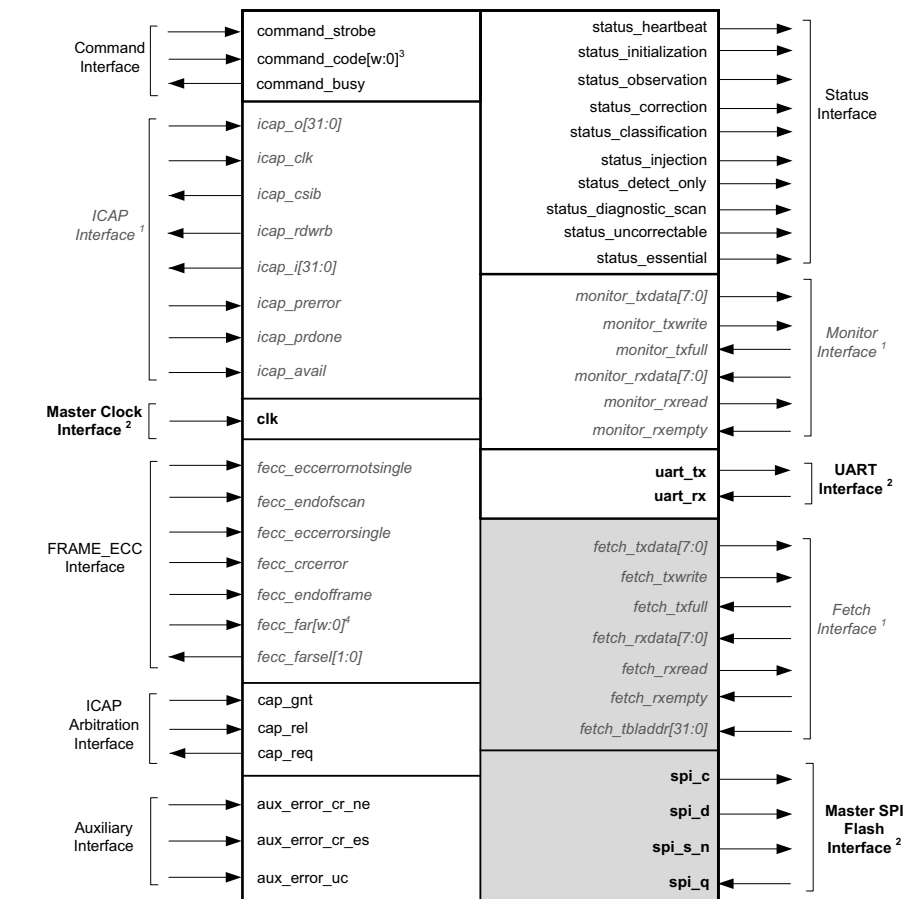 Command
Interface
command_strobe
command_code[w:0]3
command_busy
ICAP
Interface 1
icap_o[31:0]
icap_clk
icap_csib
icap_rdwrb
icap_i[31:0]
icap_prerror
icap_prdone
icap_avail
Master Clock
Interface 2
clk
FRAME_ECC
Interface
fecc_eccerrornotsingle
fecc_endofscan
fecc_eccerrorsingle
fecc_crcerror
fecc_endofframe
fecc_far[w:0]4
fecc_farsel[1:0]
ICAP
Arbitration
Interface
cap_gnt
cap_rel
cap_req
Auxiliary
Interface
aux_error_cr_ne
aux_error_cr_es
aux_error_uc
status_heartbeat
status_initialization
status_observation
status_correction
status_classification
status_injection
status_detect_only
status_diagnostic_scan
status_uncorrectable
status_essential
Status
Interface
monitor_txdata[7:0]
monitor_txwrite
monitor_txfull
monitor_rxdata[7:0]
monitor_rxread
monitor_rxempty
Monitor
Interface 1
uart_tx
uart_rx
UART
Interface 2
fetch_txdata[7:0]
fetch_txwrite
fetch_txfull
fetch_rxdata[7:0]
fetch_rxread
fetch_rxempty
fetch_tbladdr[31:0]
Fetch
Interface 1
spi_c
spi_d
spi_s_n
spi_q
Master SPI
Flash
Interface 2